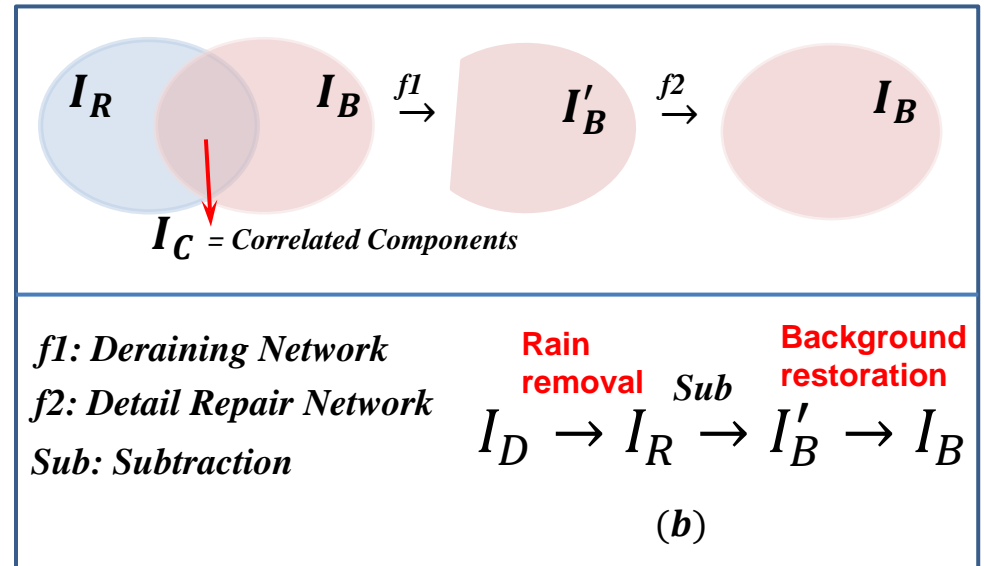 I_R I_B f1 → I'_B f2 → I_B
I_C = Correlated Components
f1: Deraining Network
f2: Detail Repair Network
Sub: Subtraction
Rain
removal
Sub
Background
restoration
I_D → I_R → I'_B → I_B
(b)